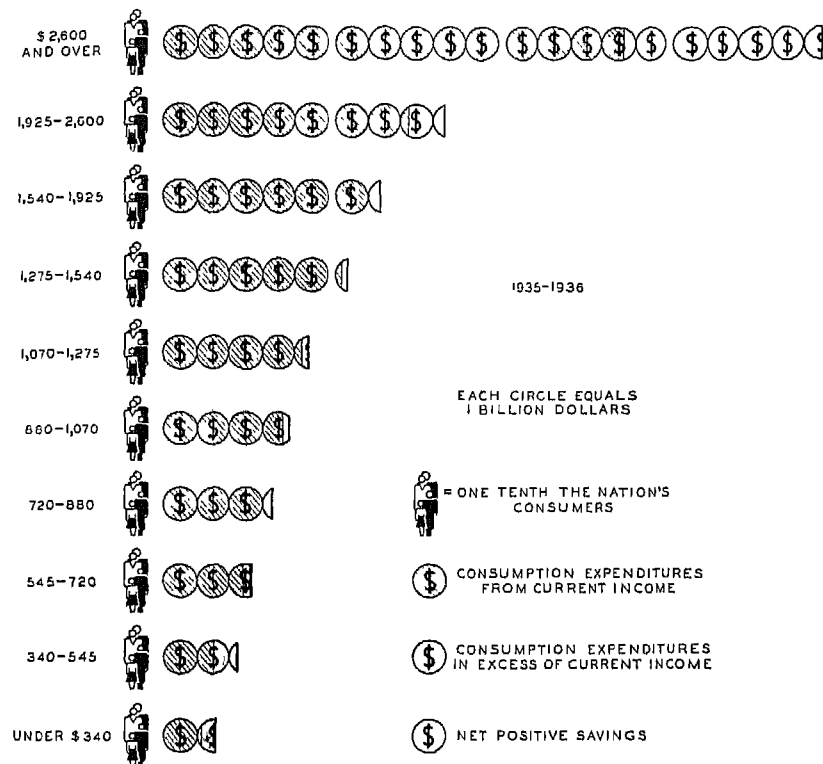 $2,600
AND OVER
1,925-2,600
1,540-1,925
1,275-1,540
1935-1936
1,070-1,275
EACH CIRCLE EQUALS
1 BILLION DOLLARS
880-1,070
720-880
= ONE TENTH THE NATION'S
CONSUMERS
545-720
$ CONSUMPTION EXPENDITURES
FROM CURRENT INCOME
340-545
$ CONSUMPTION EXPENDITURES
IN EXCESS OF CURRENT INCOME
UNDER $340
$ NET POSITIVE SAVINGS